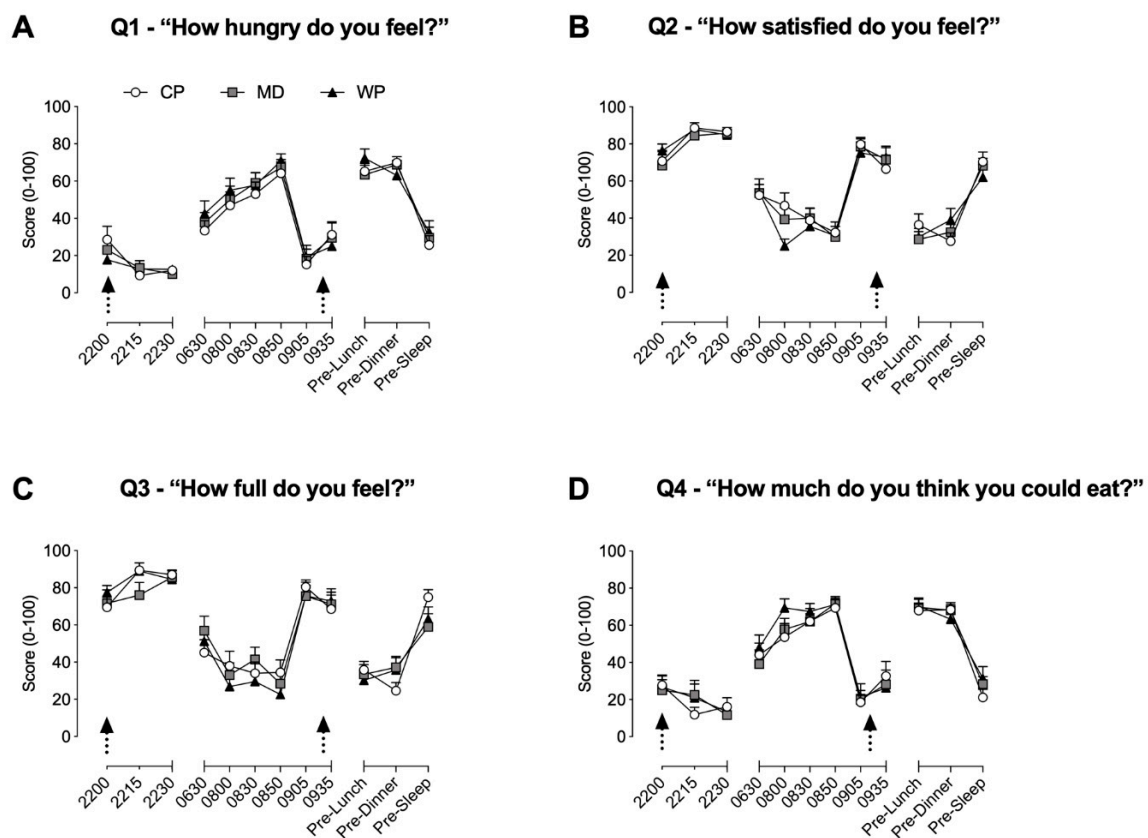 A Q1 - “How hungry do you feel?”
CP MD WP
Score (0-100)
100
80
60
40
20
0
2200 2215 2230 0630 0800 0830 0850 0905 0935 Pre-Lunch Pre-Dinner Pre-Sleep
B Q2 - “How satisfied do you feel?”
Score (0-100)
100
80
60
40
20
0
2200 2215 2230 0630 0800 0830 0850 0905 0935 Pre-Lunch Pre-Dinner Pre-Sleep
C Q3 - “How full do you feel?”
Score (0-100)
100
80
60
40
20
0
2200 2215 2230 0630 0800 0830 0850 0905 0935 Pre-Lunch Pre-Dinner Pre-Sleep
D Q4 - “How much do you think you could eat?”
Score (0-100)
100
80
60
40
20
0
2200 2215 2230 0630 0800 0830 0850 0905 0935 Pre-Lunch Pre-Dinner Pre-Sleep